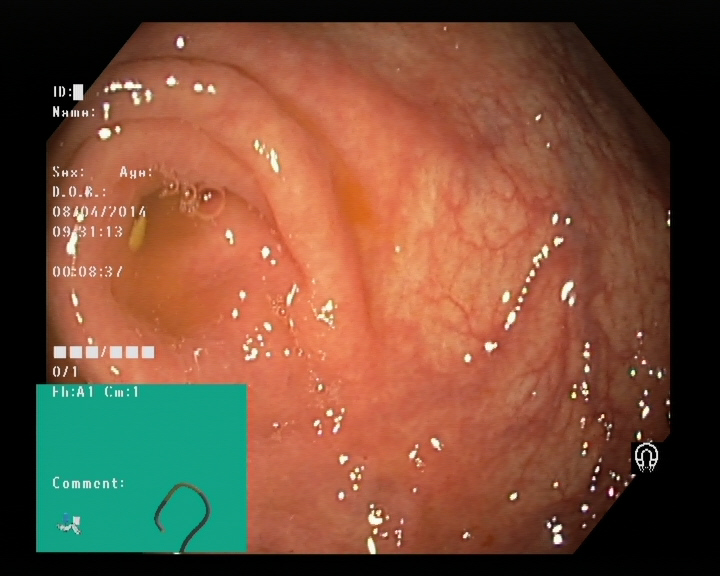 ID:
Name:
Sex: Age:
D.O.B.:
08/04/2014
09:31:13
00:08:37
/
0/1
Eh:A1 Cm:1
Comment: